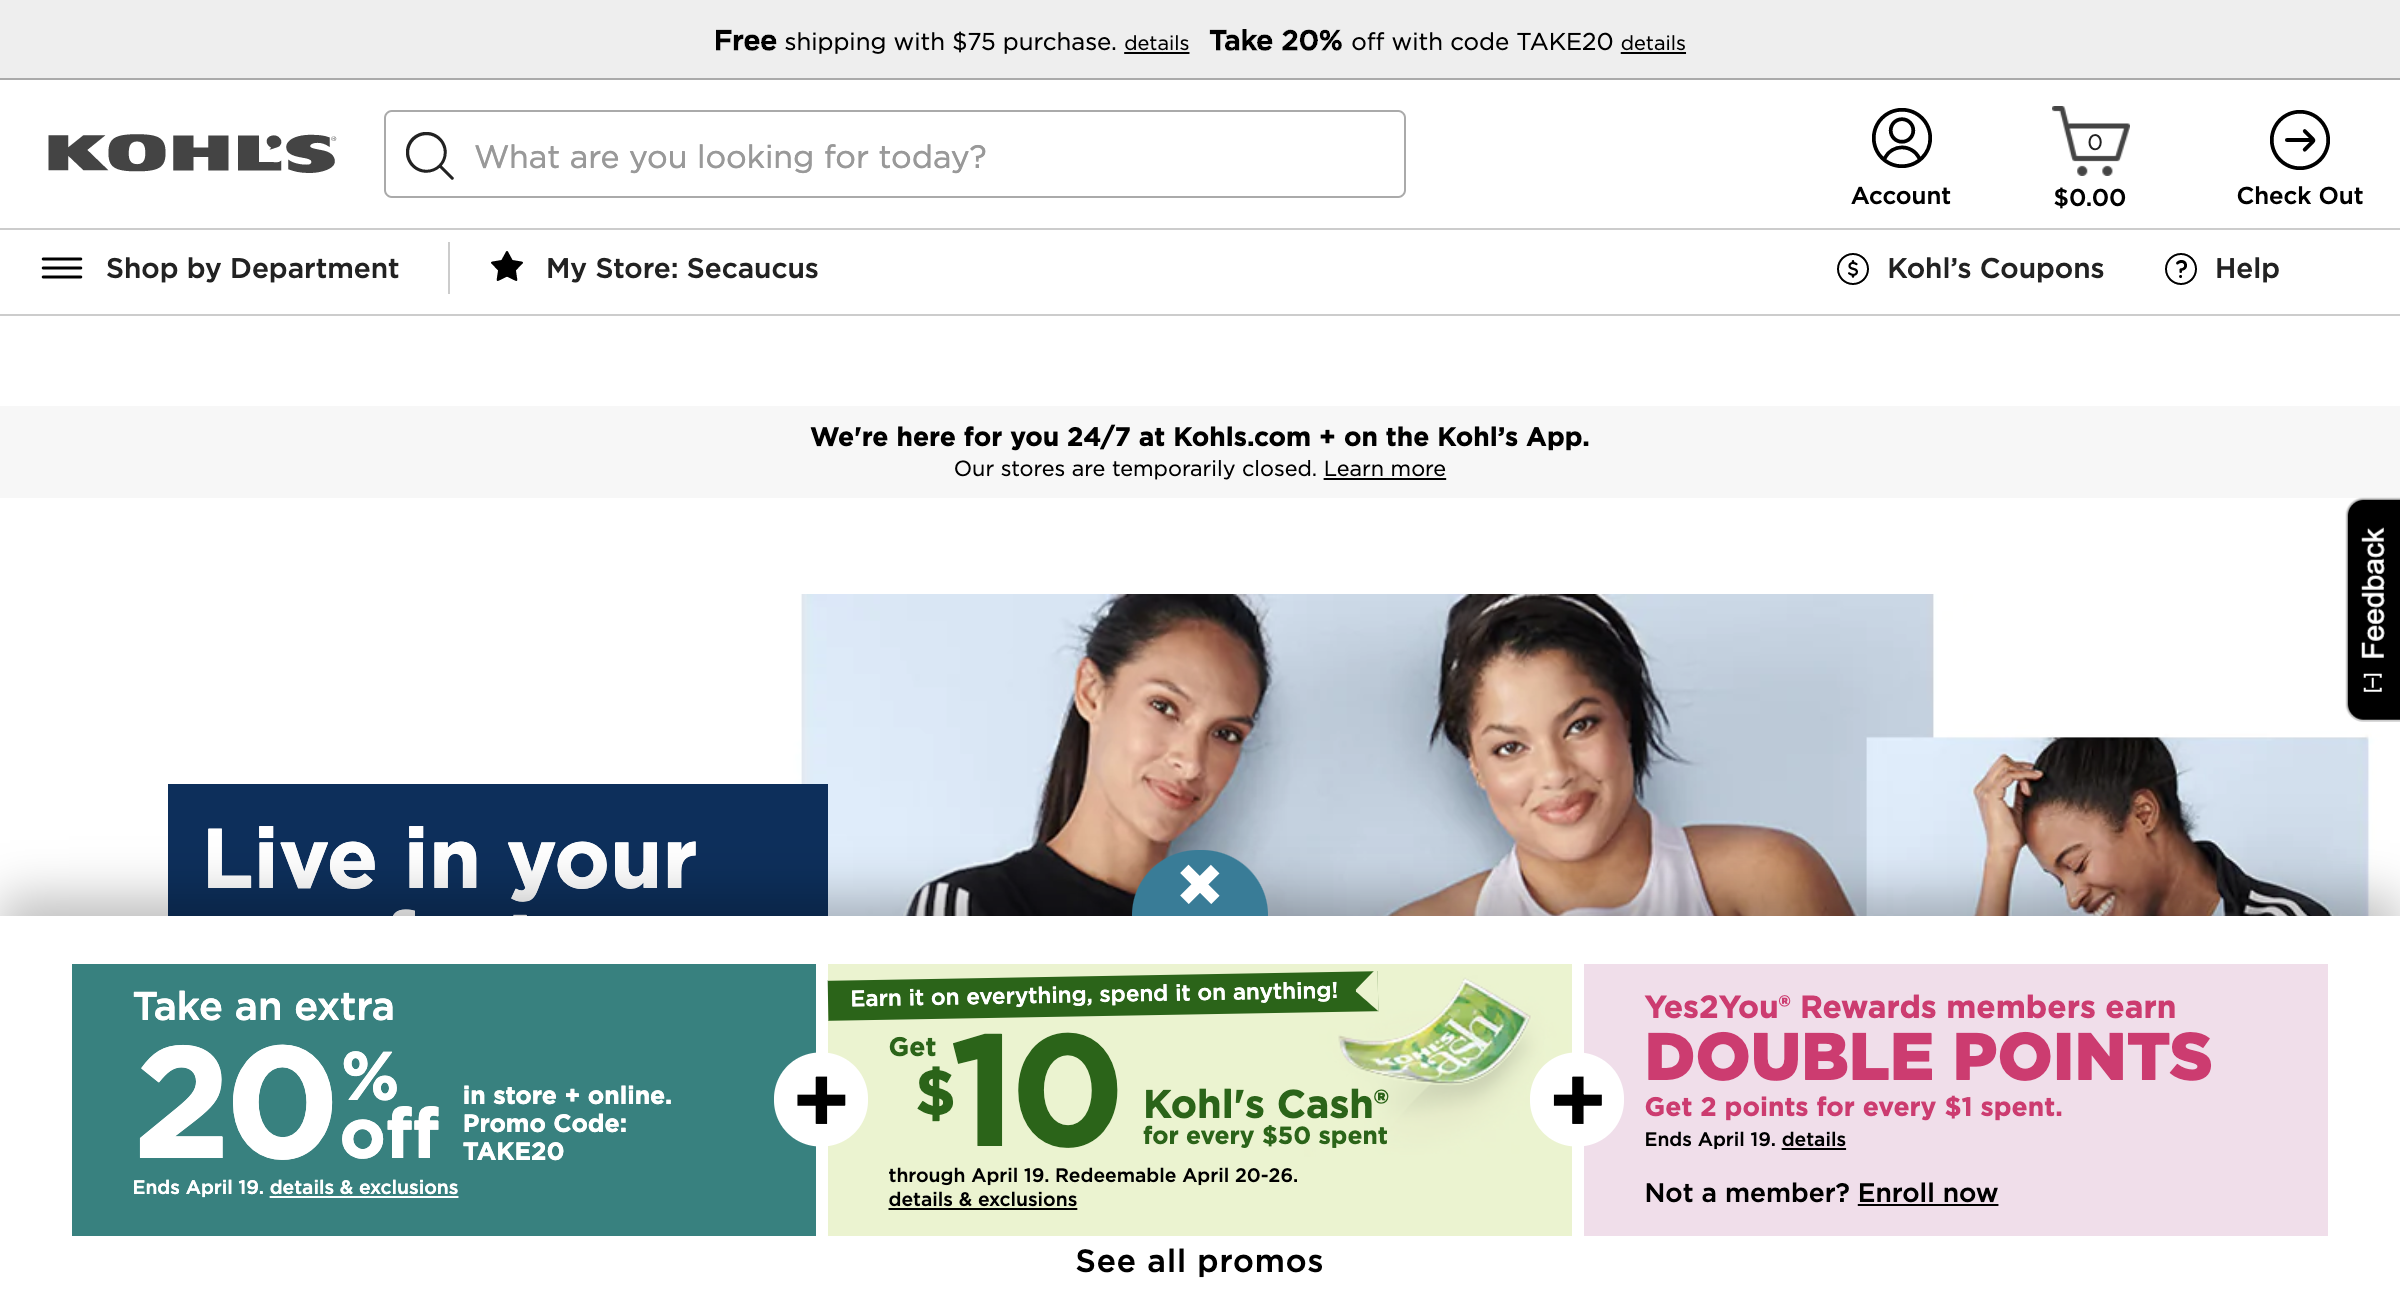 Free shipping with $75 purchase. details Take 20% off with code TAKE20 details
KOHL'S
What are you looking for today?
Account
0
$0.00
Check Out
Shop by Department
My Store: Secaucus
$ Kohl’s Coupons
? Help
We're here for you 24/7 at Kohls.com + on the Kohl’s App.
Our stores are temporarily closed. Learn more
[-] Feedback
Live in your
Take an extra
20% off
in store + online.
Promo Code:
TAKE20
Ends April 19. details & exclusions
+
Earn it on everything, spend it on anything!
Get
$10
Kohl's Cash®
for every $50 spent
KOHL'S
Cash
through April 19. Redeemable April 20-26.
details & exclusions
+
Yes2You® Rewards members earn
DOUBLE POINTS
Get 2 points for every $1 spent.
Ends April 19. details
Not a member? Enroll now
See all promos